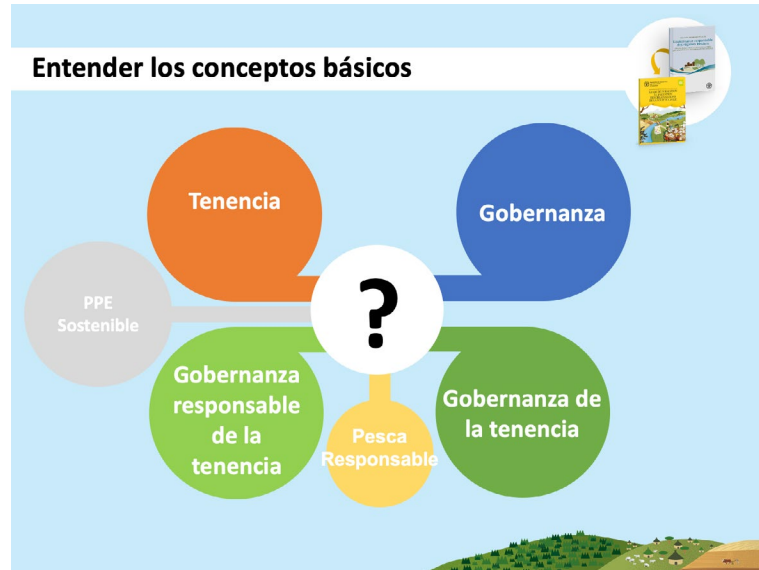 Entender los conceptos básicos
Tenencia
Gobernanza
?
PPE
Sostenible
Gobernanza
responsable
de la
tenencia
Pesca
Responsable
Gobernanza de
la tenencia